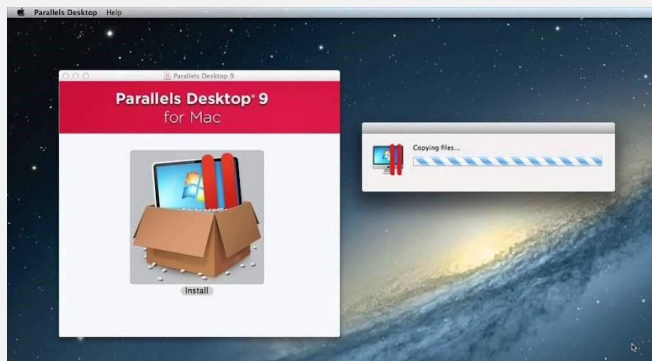 Parallels Desktop Help
Parallels Desktop 9
Parallels Desktop® 9
for Mac
Install
Copying files...